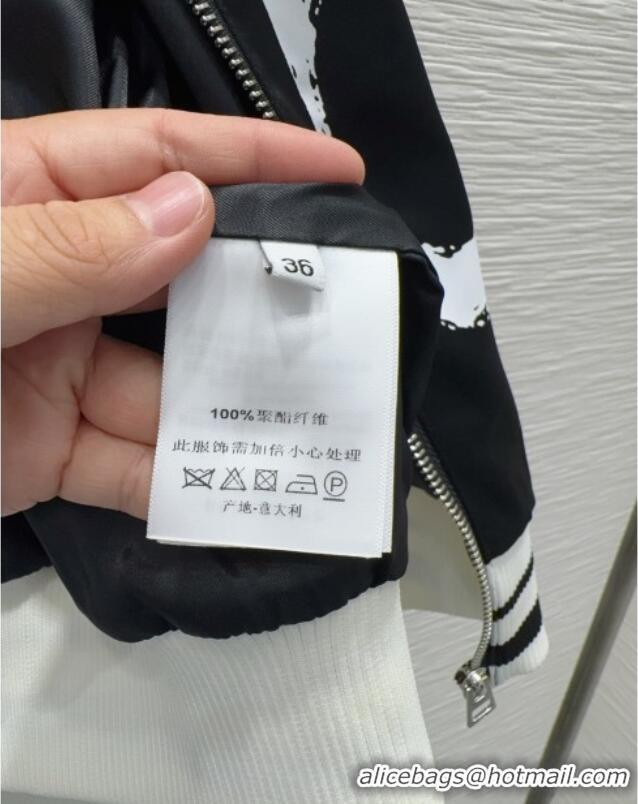 36
100%聚酯纤维
此服饰需加倍小心处理
P
产地-意大利
alicebags@hotmail.com